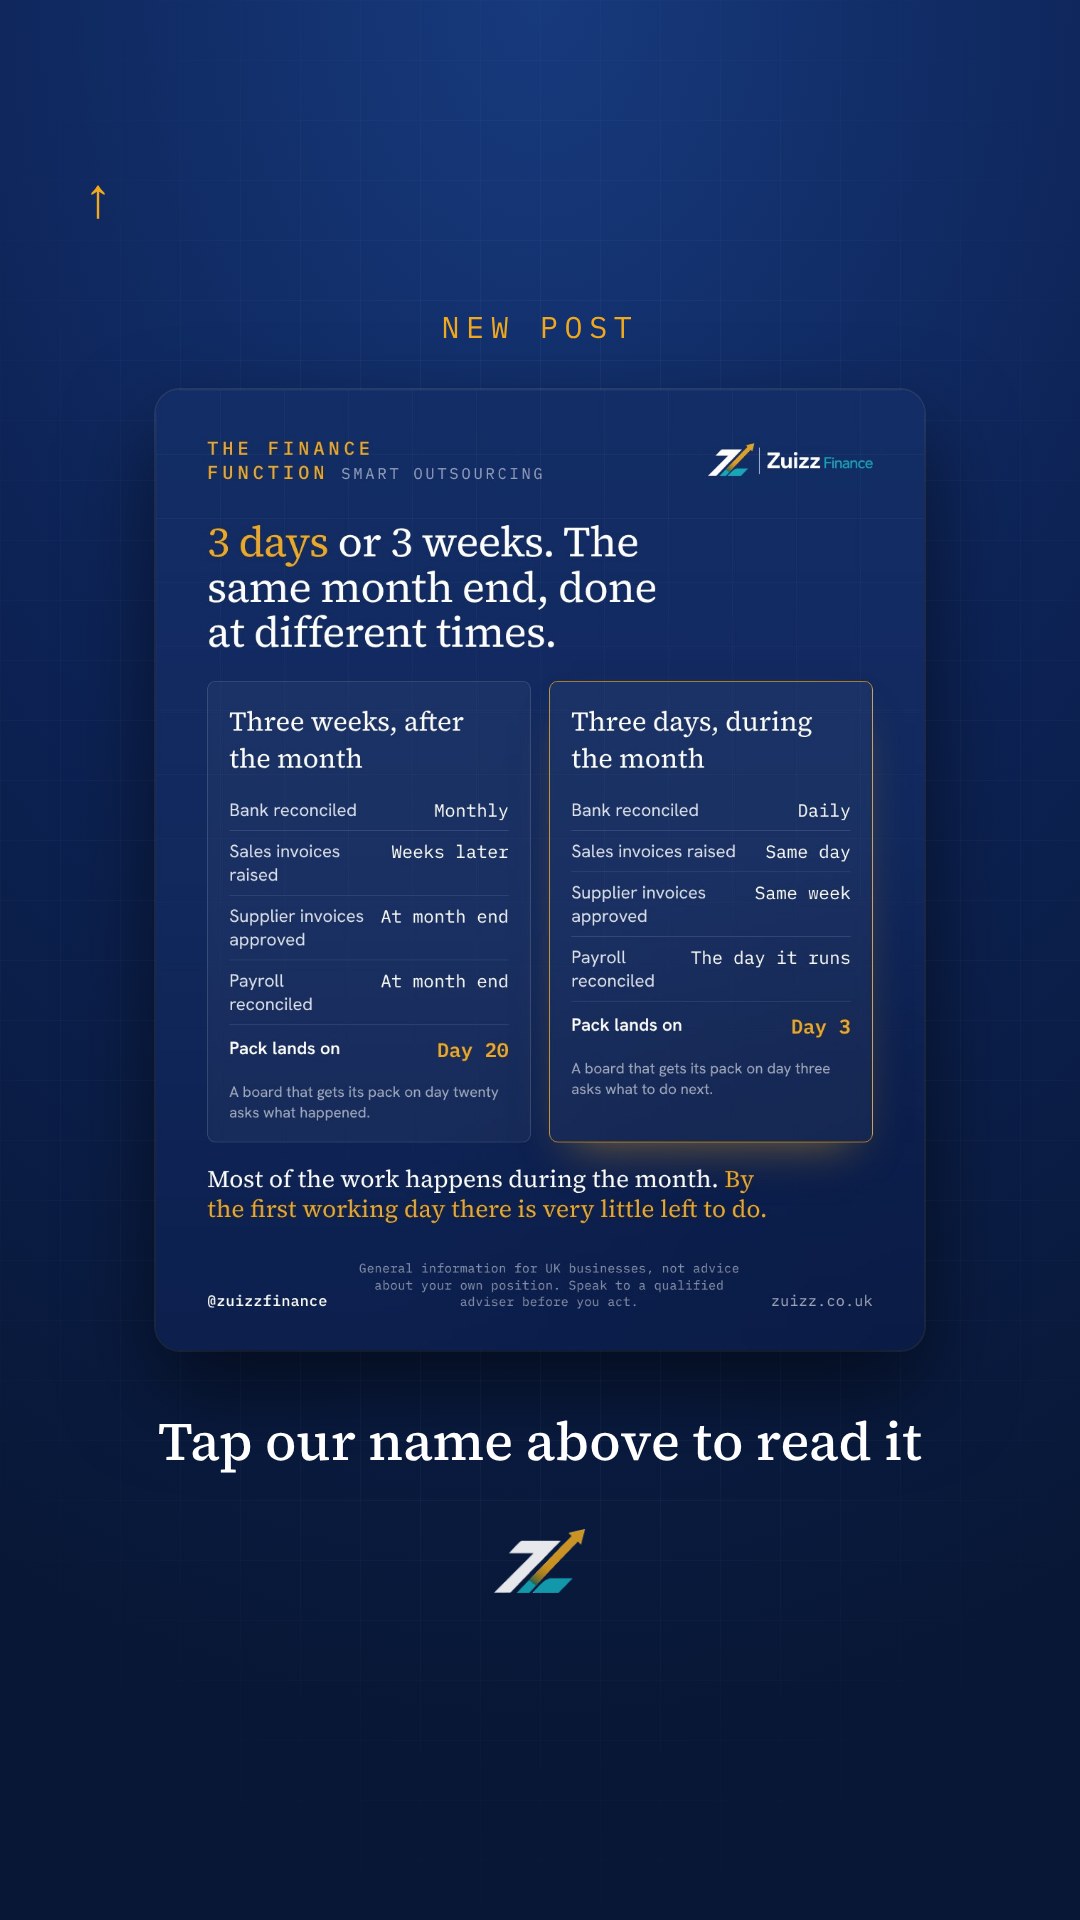 ↑
NEW POST
THE FINANCE
FUNCTION SMART OUTSOURCING
Zuizz Finance
3 days or 3 weeks. The
same month end, done
at different times.
Three weeks, after
the month
Bank reconciled Monthly
Sales invoices Weeks later
raised
Supplier invoices At month end
approved
Payroll At month end
reconciled
Pack lands on Day 20
A board that gets its pack on day twenty
asks what happened.
Three days, during
the month
Bank reconciled Daily
Sales invoices raised Same day
Supplier invoices Same week
approved
Payroll The day it runs
reconciled
Pack lands on Day 3
A board that gets its pack on day three
asks what to do next.
Most of the work happens during the month. By
the first working day there is very little left to do.
@zuizzfinance
General information for UK businesses, not advice
about your own position. Speak to a qualified
adviser before you act.
zuizz.co.uk
Tap our name above to read it